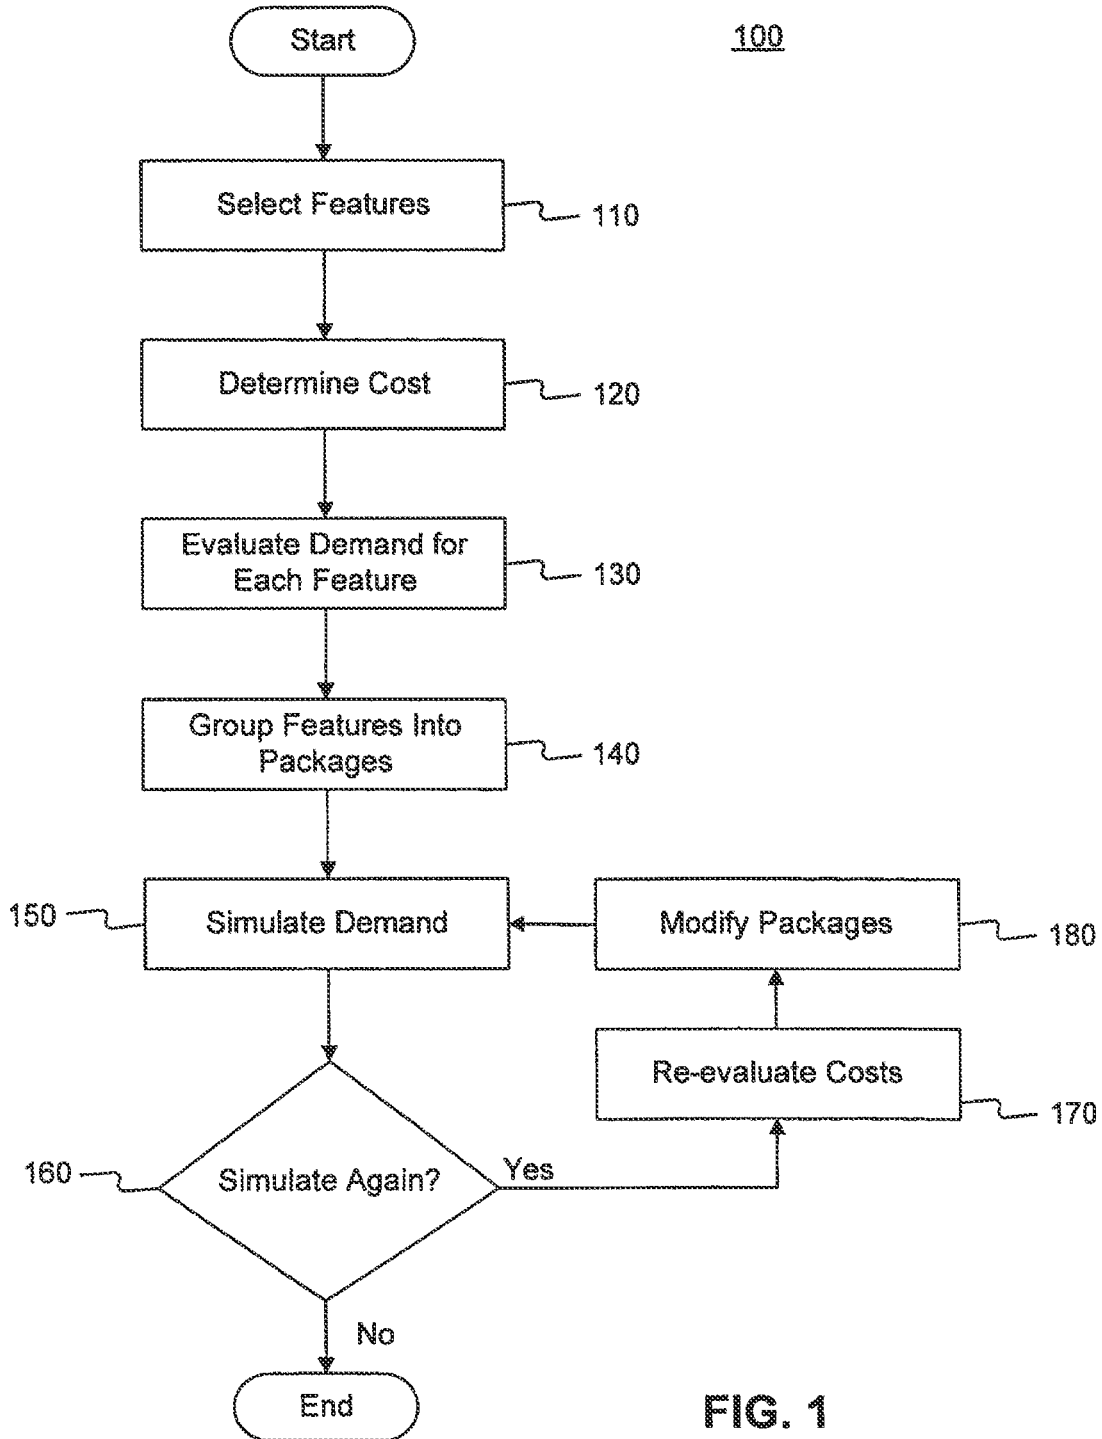 Start
100
Select Features
110
Determine Cost
120
Evaluate Demand for
Each Feature
130
Group Features Into
Packages
140
150
Simulate Demand
Modify Packages
180
Re-evaluate Costs
170
160
Simulate Again?
Yes
No
End
FIG. 1